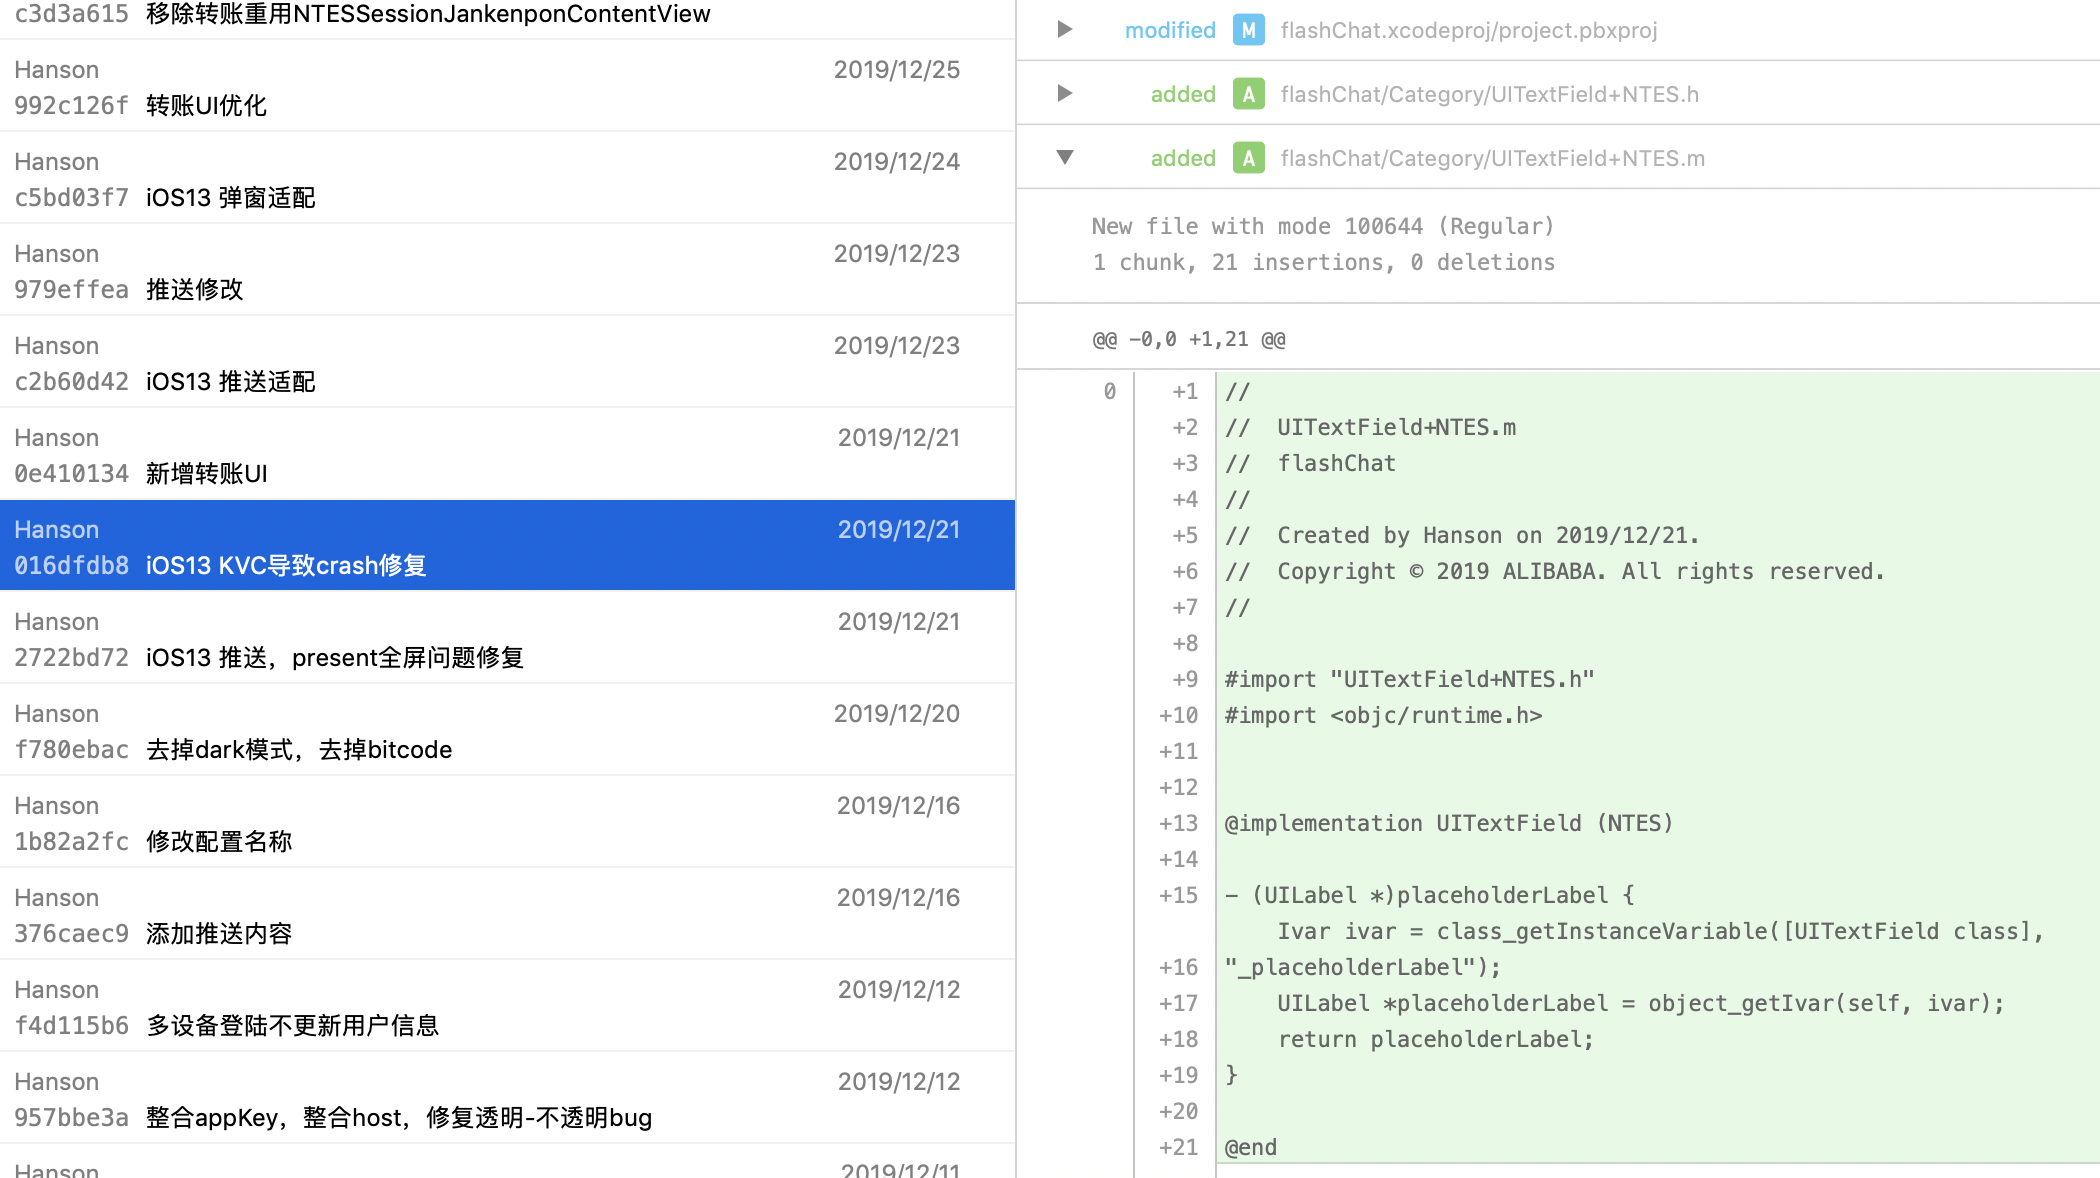 c3d3a615 移除转账重用NTESSessionJankenponContentView
Hanson 2019/12/25
992c126f 转账UI优化
Hanson 2019/12/24
c5bd03f7 iOS13 弹窗适配
Hanson 2019/12/23
979effea 推送修改
Hanson 2019/12/23
c2b60d42 iOS13 推送适配
Hanson 2019/12/21
0e410134 新增转账UI
Hanson 2019/12/21
016dfdb8 iOS13 KVC导致crash修复
Hanson 2019/12/21
2722bd72 iOS13 推送，present全屏问题修复
Hanson 2019/12/20
f780ebac 去掉dark模式，去掉bitcode
Hanson 2019/12/16
1b82a2fc 修改配置名称
Hanson 2019/12/16
376caec9 添加推送内容
Hanson 2019/12/12
f4d115b6 多设备登陆不更新用户信息
Hanson 2019/12/12
957bbe3a 整合appKey，整合host，修复透明-不透明bug
Hanson 2019/12/11
modified M flashChat.xcodeproj/project.pbxproj
added A flashChat/Category/UITextField+NTES.h
added A flashChat/Category/UITextField+NTES.m
New file with mode 100644 (Regular)
1 chunk, 21 insertions, 0 deletions
@@ -0,0 +1,21 @@
0 +1 //
+2 //  UITextField+NTES.m
+3 //  flashChat
+4 //
+5 //  Created by Hanson on 2019/12/21.
+6 //  Copyright © 2019 ALIBABA. All rights reserved.
+7 //
+8
+9 #import "UITextField+NTES.h"
+10 #import <objc/runtime.h>
+11
+12
+13 @implementation UITextField (NTES)
+14
+15 - (UILabel *)placeholderLabel {
Ivar ivar = class_getInstanceVariable([UITextField class],
+16 "_placeholderLabel");
+17     UILabel *placeholderLabel = object_getIvar(self, ivar);
+18     return placeholderLabel;
+19 }
+20
+21 @end